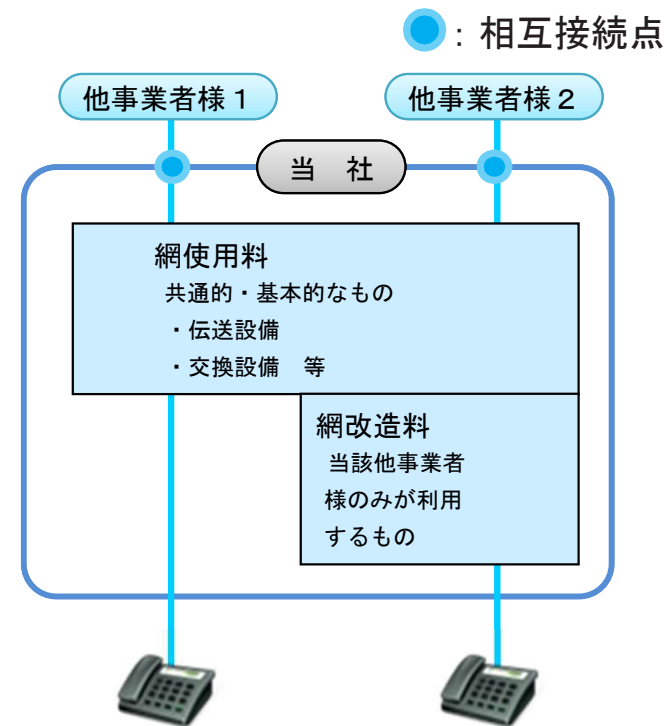 ：相互接続点
他事業者様１
他事業者様２
当　社
網使用料
共通的・基本的なもの
・伝送設備
・交換設備　等
網改造料
当該他事業者
様のみが利用
するもの